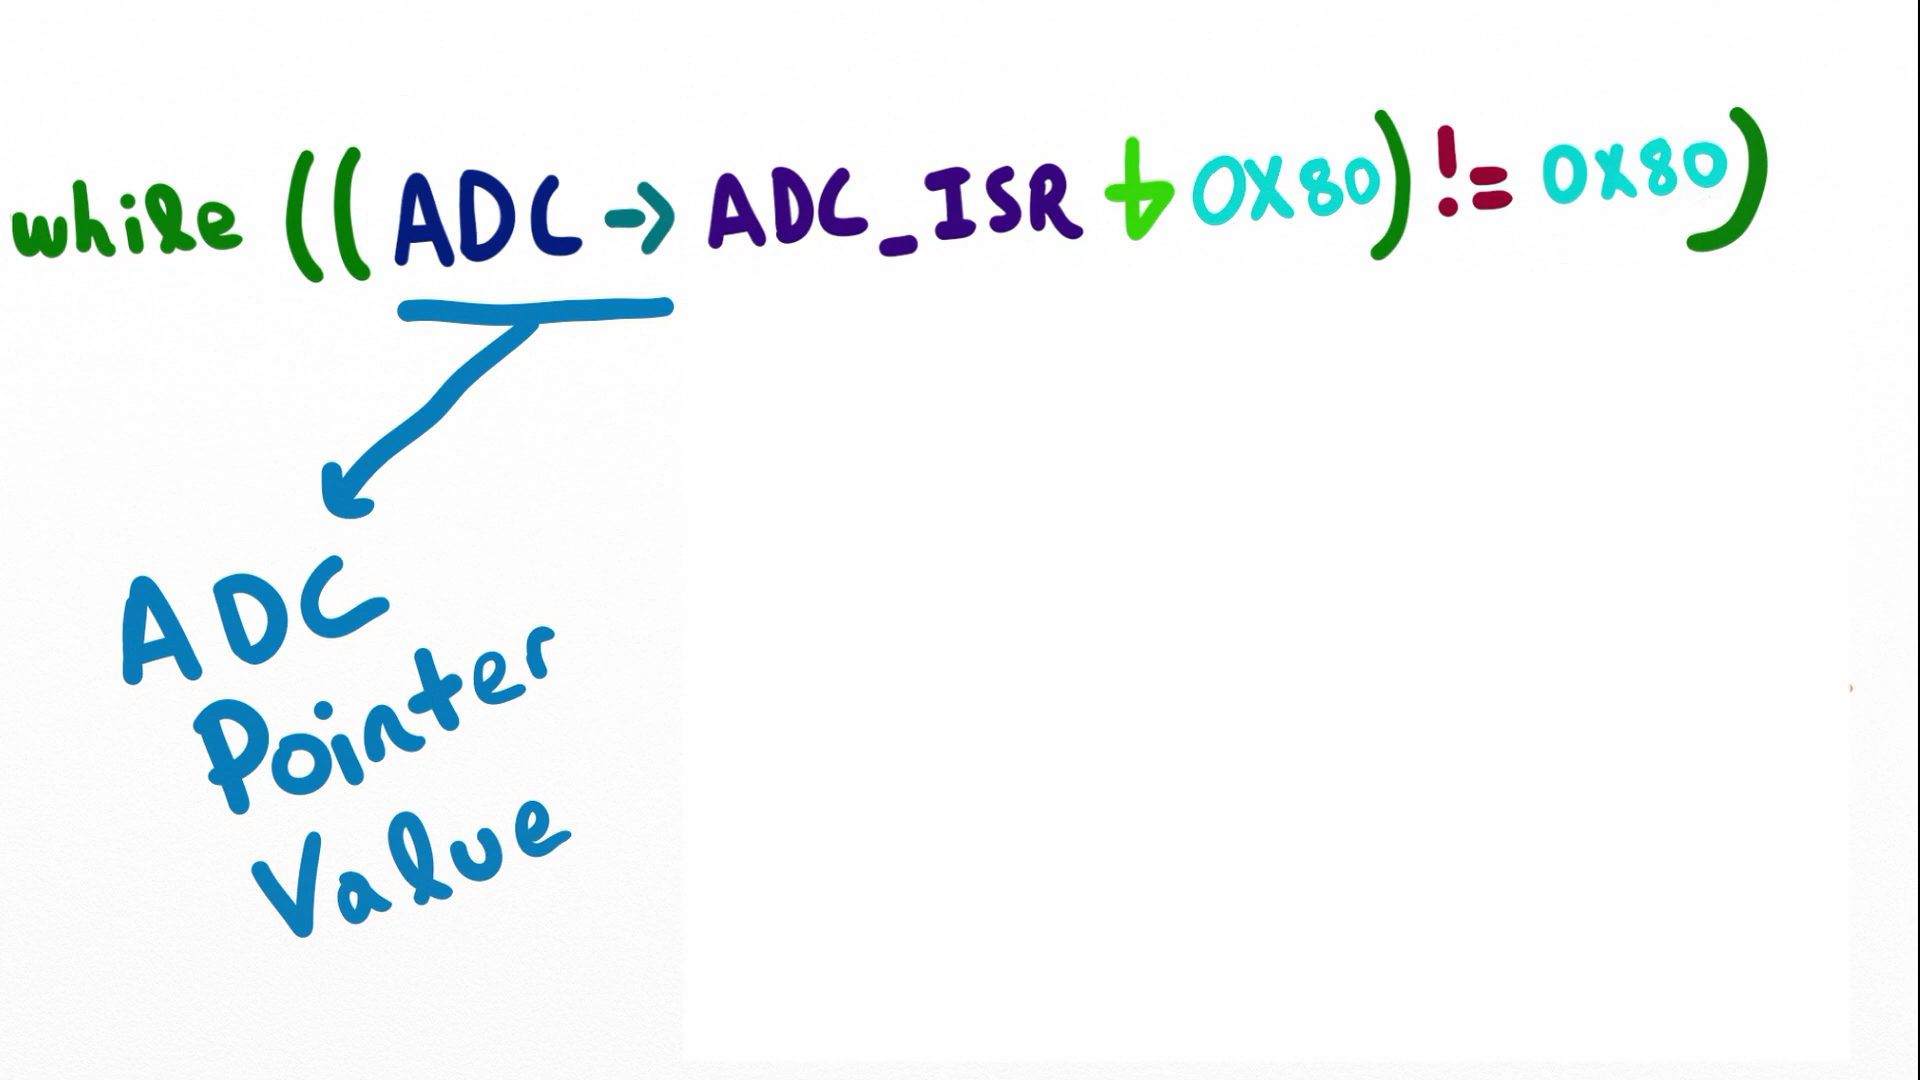 while ((ADC -> ADC_ISR & 0X80) != 0X80)
ADC
Pointer
Value